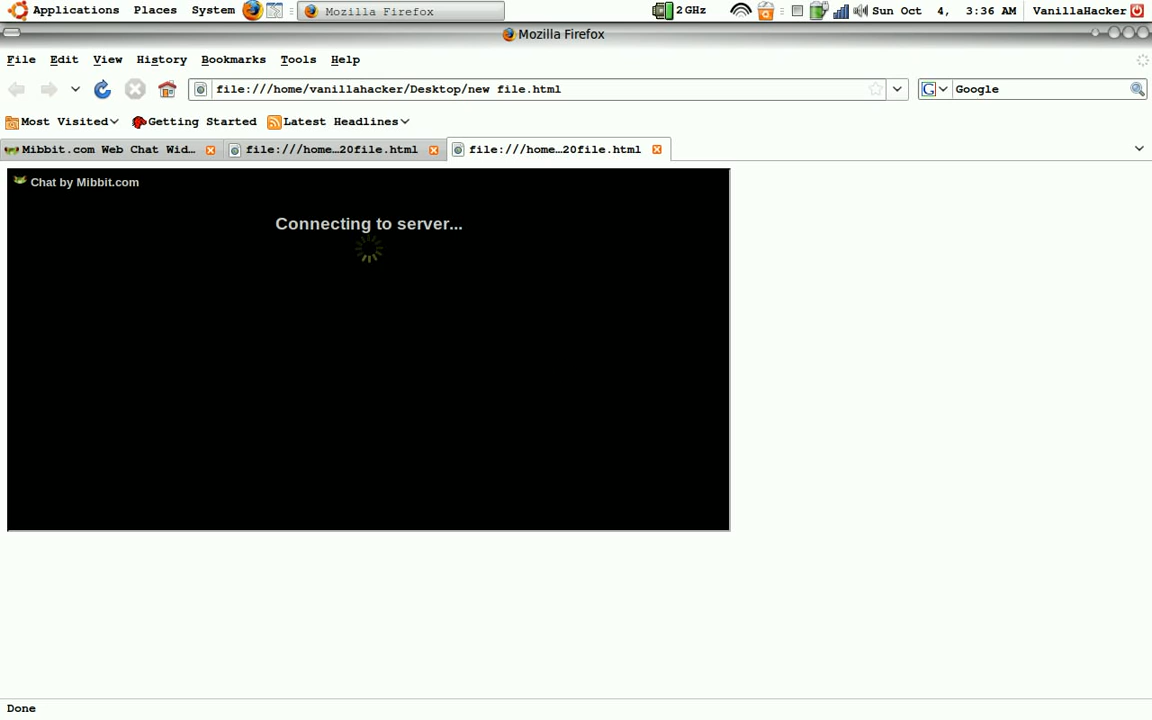 Applications Places System Mozilla Firefox 2 GHz Sun Oct 4, 3:36 AM VanillaHacker
Mozilla Firefox
File Edit View History Bookmarks Tools Help
file:///home/vanillahacker/Desktop/new file.html G Google
Most Visited Getting Started Latest Headlines
Mibbit.com Web Chat Wid... file:///home…20file.html file:///home…20file.html
Chat by Mibbit.com
Connecting to server...
Done